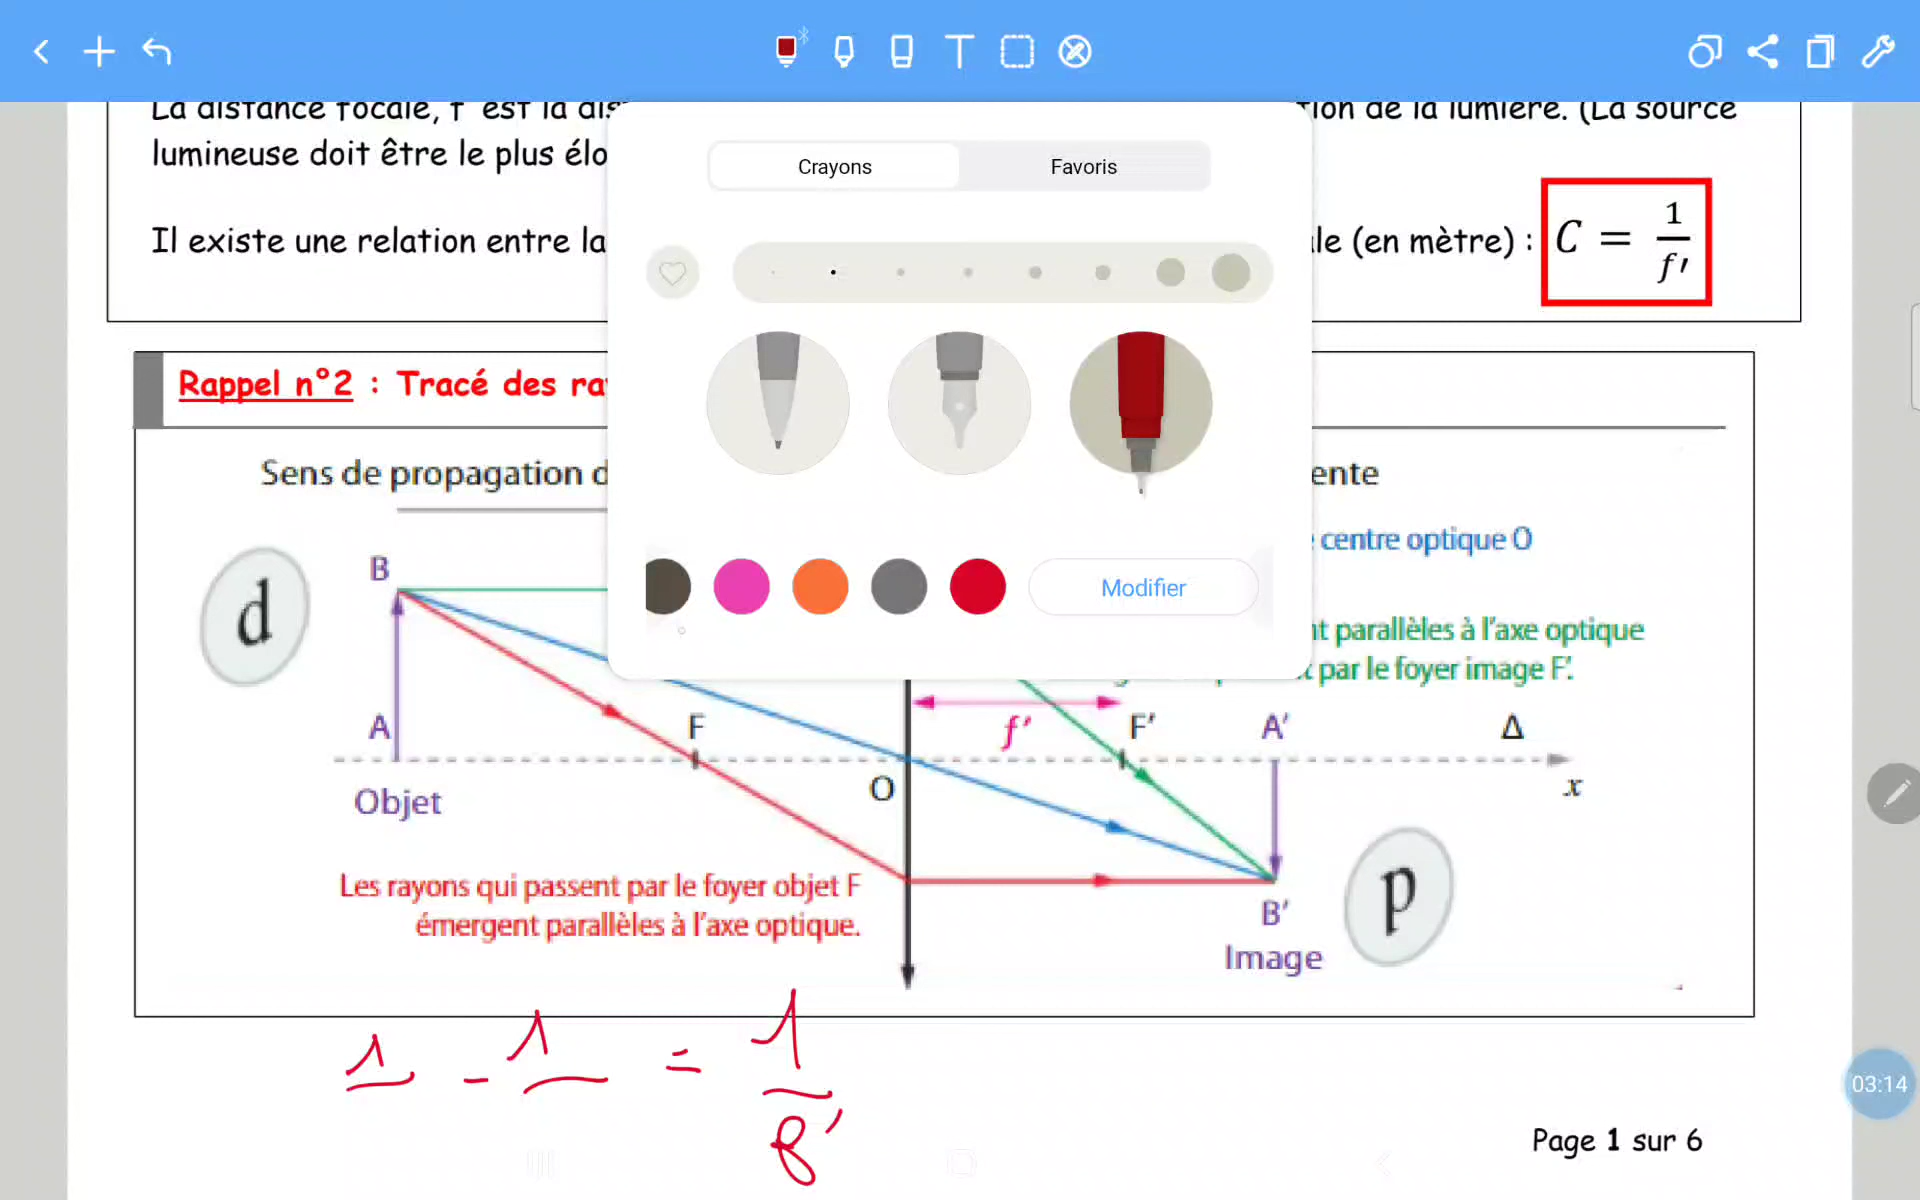 La distance focale, f' est la dis
tion de la lumière. (La source
lumineuse doit être le plus élo
Crayons
Favoris
Il existe une relation entre la
le (en mètre) :
C = 1/f'
Rappel n°2 : Tracé des ra
Sens de propagation d
ente
centre optique O
B
d
Modifier
nt parallèles à l'axe optique
t par le foyer image F'.
A
F
f'
F'
A'
Δ
O
x
Objet
Les rayons qui passent par le foyer objet F
émergent parallèles à l'axe optique.
p
B'
Image
1 - 1 = 1/f'
03:14
Page 1 sur 6